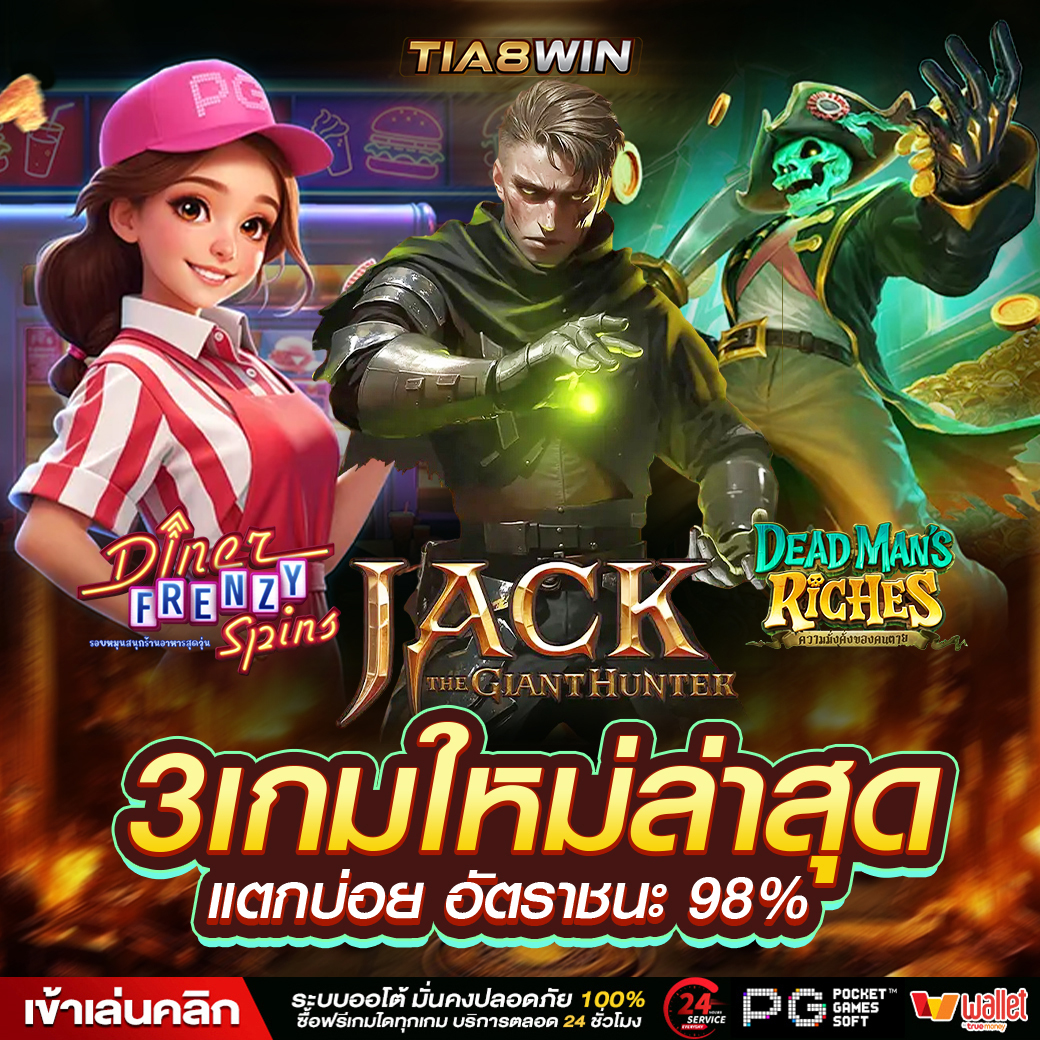 TIA8WIN
PG
Diner
FRENZY
Spins
รอบหมุนสนุกร้านอาหารสุดวุ่น
JACK
THE GIANT HUNTER
DEAD MAN'S
RICHES
ความมั่งคั่งของคนตาย
3เกมใหม่ล่าสุด
แตกบ่อย อัตราชนะ 98%
เข้าเล่นคลิก
ระบบออโต้ มั่นคงปลอดภัย 100%
ซื้อฟรีเกมได้ทุกเกม บริการตลอด 24 ชั่วโมง
24 HOURS
SERVICE
EVERYDAY
PG POCKET™
GAMES
SOFT
wallet
by truemoney